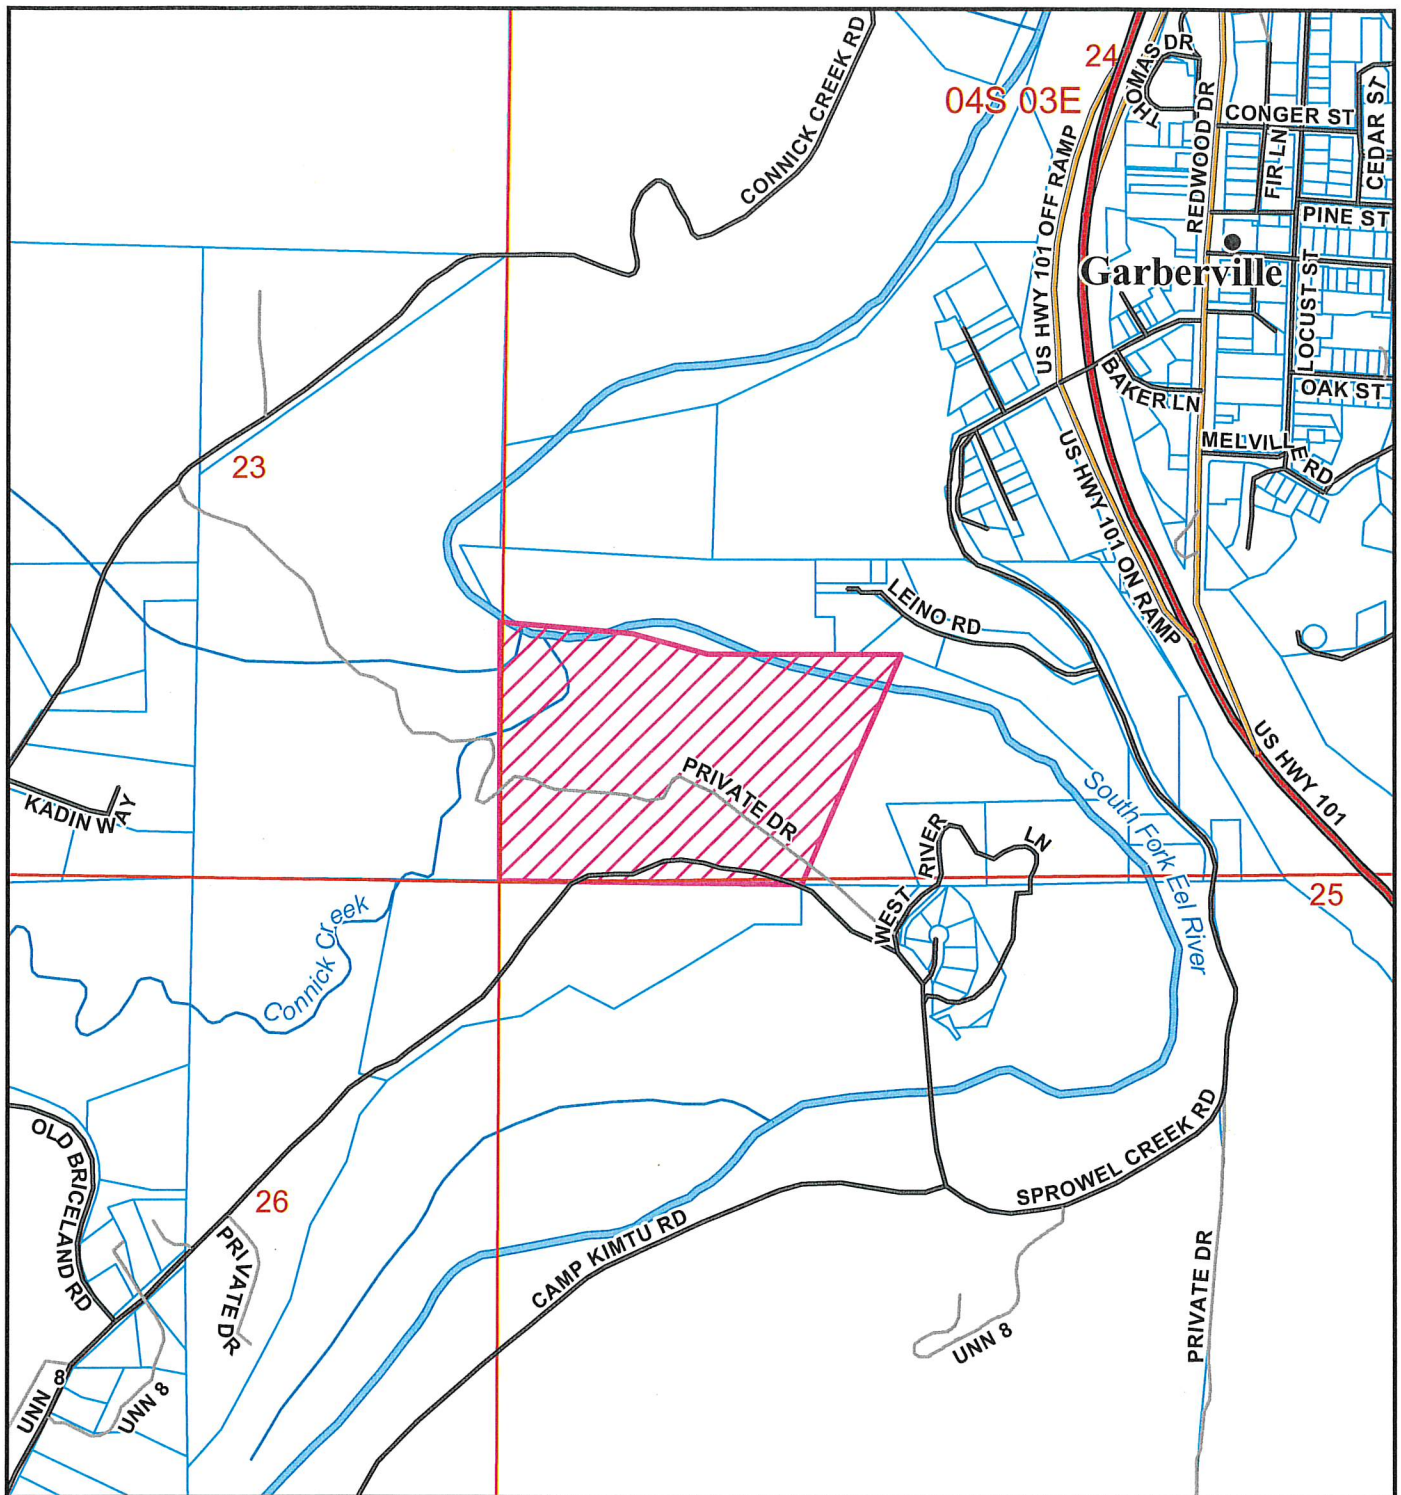 CONNICK CREEK RD
24
04S 03E
THOMAS DR
REDWOOD DR
CONGER ST
FIR LN
CEDAR ST
PINE ST
US HWY 101 OFF RAMP
Garberville
LOCUST ST
BAKER LN
OAK ST
MELVILLE RD
23
US HWY 101 ON RAMP
LEINO RD
US HWY 101
PRIVATE DR
KADIN WAY
South Fork Eel River
WEST RIVER LN
25
Connick Creek
OLD BRICELAND RD
26
PRIVATE DR
CAMP KIMTU RD
SPROWEL CREEK RD
PRIVATE DR
UNN 8
UNN 8
UNN 8